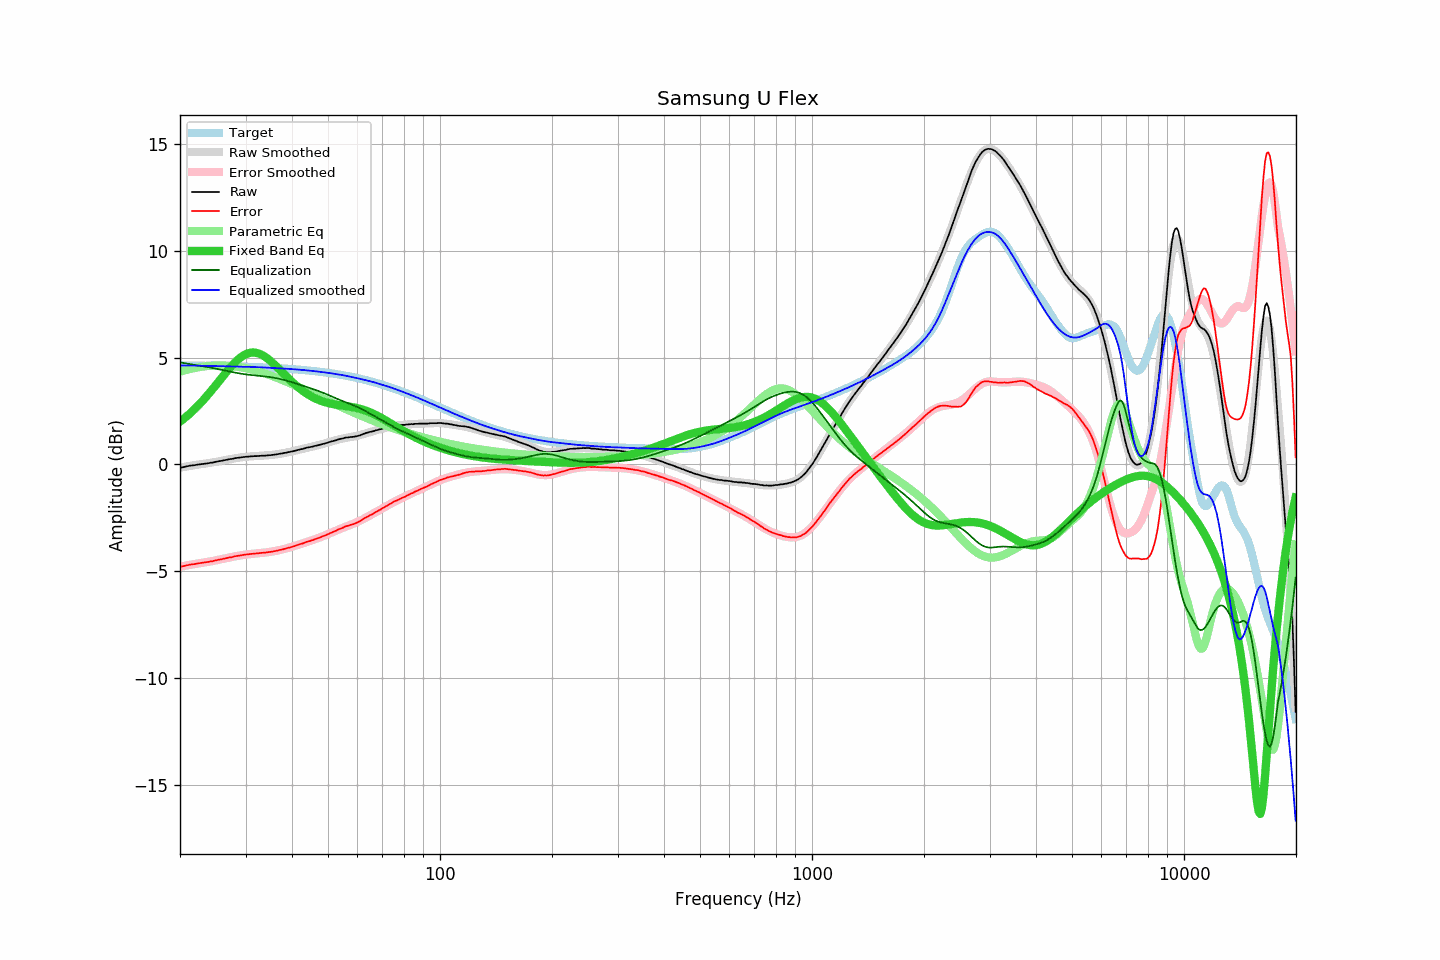 Samsung U Flex
Target
Raw Smoothed
Error Smoothed
Raw
Error
Parametric Eq
Fixed Band Eq
Equalization
Equalized smoothed
15
10
5
0
−5
−10
−15
Amplitude (dBr)
100 1000 10000
Frequency (Hz)